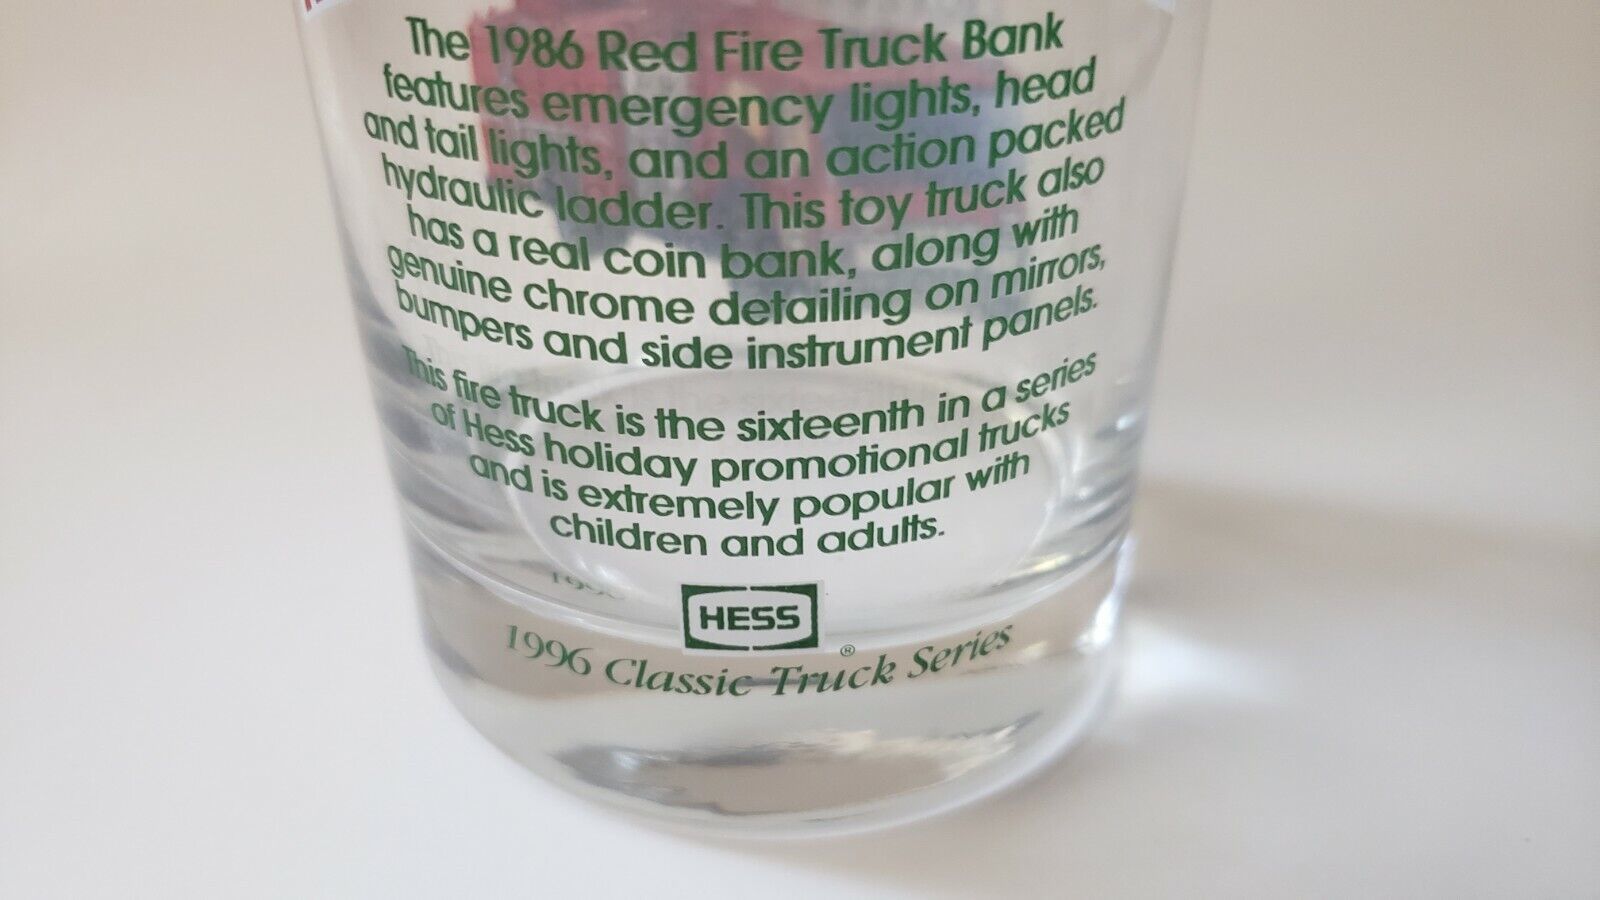 The 1986 Red Fire Truck Bank
features emergency lights, head
and tail lights, and an action packed
hydraulic ladder. This toy truck also
has a real coin bank, along with
genuine chrome detailing on mirrors,
bumpers and side instrument panels.
This fire truck is the sixteenth in a series
of Hess holiday promotional trucks
and is extremely popular with
children and adults.
HESS
®
1996 Classic Truck Series